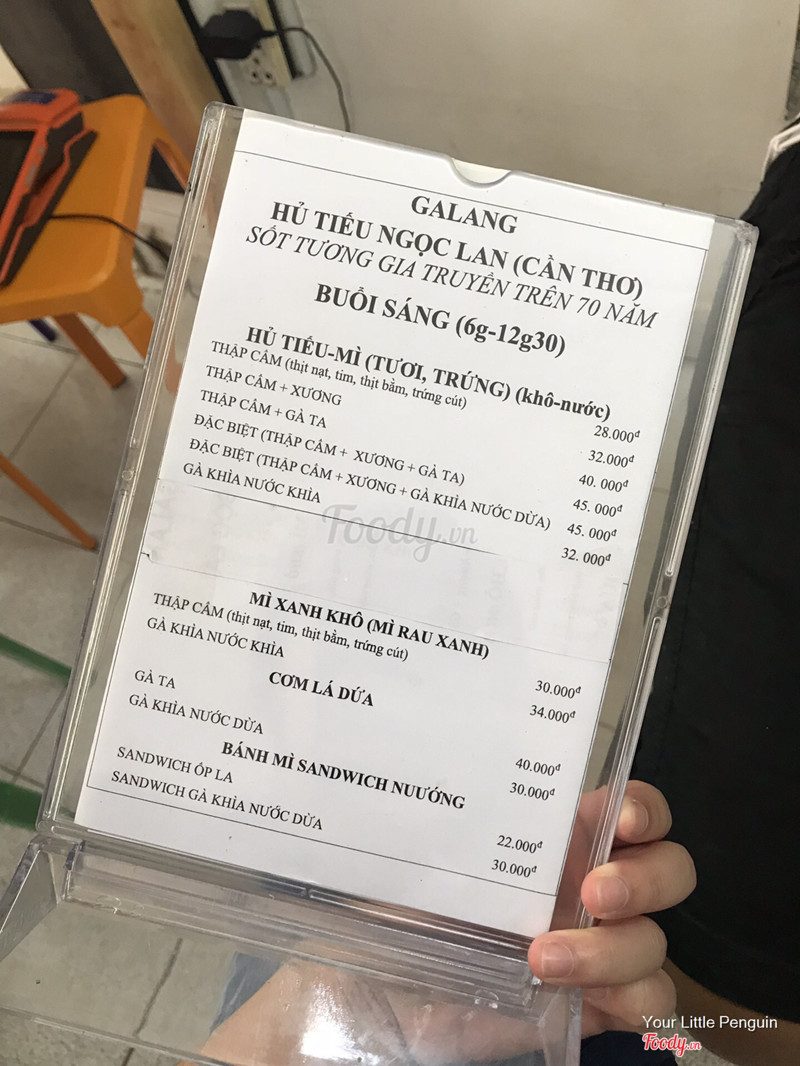 GALANG
HỦ TIẾU NGỌC LAN (CẦN THƠ)
SỐT TƯƠNG GIA TRUYỀN TRÊN 70 NĂM
BUỔI SÁNG (6g-12g30)
HỦ TIẾU-MÌ (TƯƠI, TRỨNG) (khô-nước)
THẬP CẨM (thịt nạt, tim, thịt bằm, trứng cút) 28.000đ
THẬP CẨM + XƯƠNG 32.000đ
THẬP CẨM + GÀ TA 40. 000đ
ĐẶC BIỆT (THẬP CẨM + XƯƠNG + GÀ TA) 45. 000đ
ĐẶC BIỆT (THẬP CẨM + XƯƠNG + GÀ KHÌA NƯỚC DỪA) 45. 000đ
GÀ KHÌA NƯỚC KHÌA 32. 000đ
Foody.vn
MÌ XANH KHÔ (MÌ RAU XANH)
THẬP CẨM (thịt nạt, tim, thịt bằm, trứng cút) 30.000đ
GÀ KHÌA NƯỚC KHÌA 34.000đ
CƠM LÁ DỨA
GÀ TA 40.000đ
GÀ KHÌA NƯỚC DỪA 30.000đ
BÁNH MÌ SANDWICH NUƯỚNG
SANDWICH ÓP LA 22.000đ
SANDWICH GÀ KHÌA NƯỚC DỪA 30.000đ
Your Little Penguin
Foody.vn